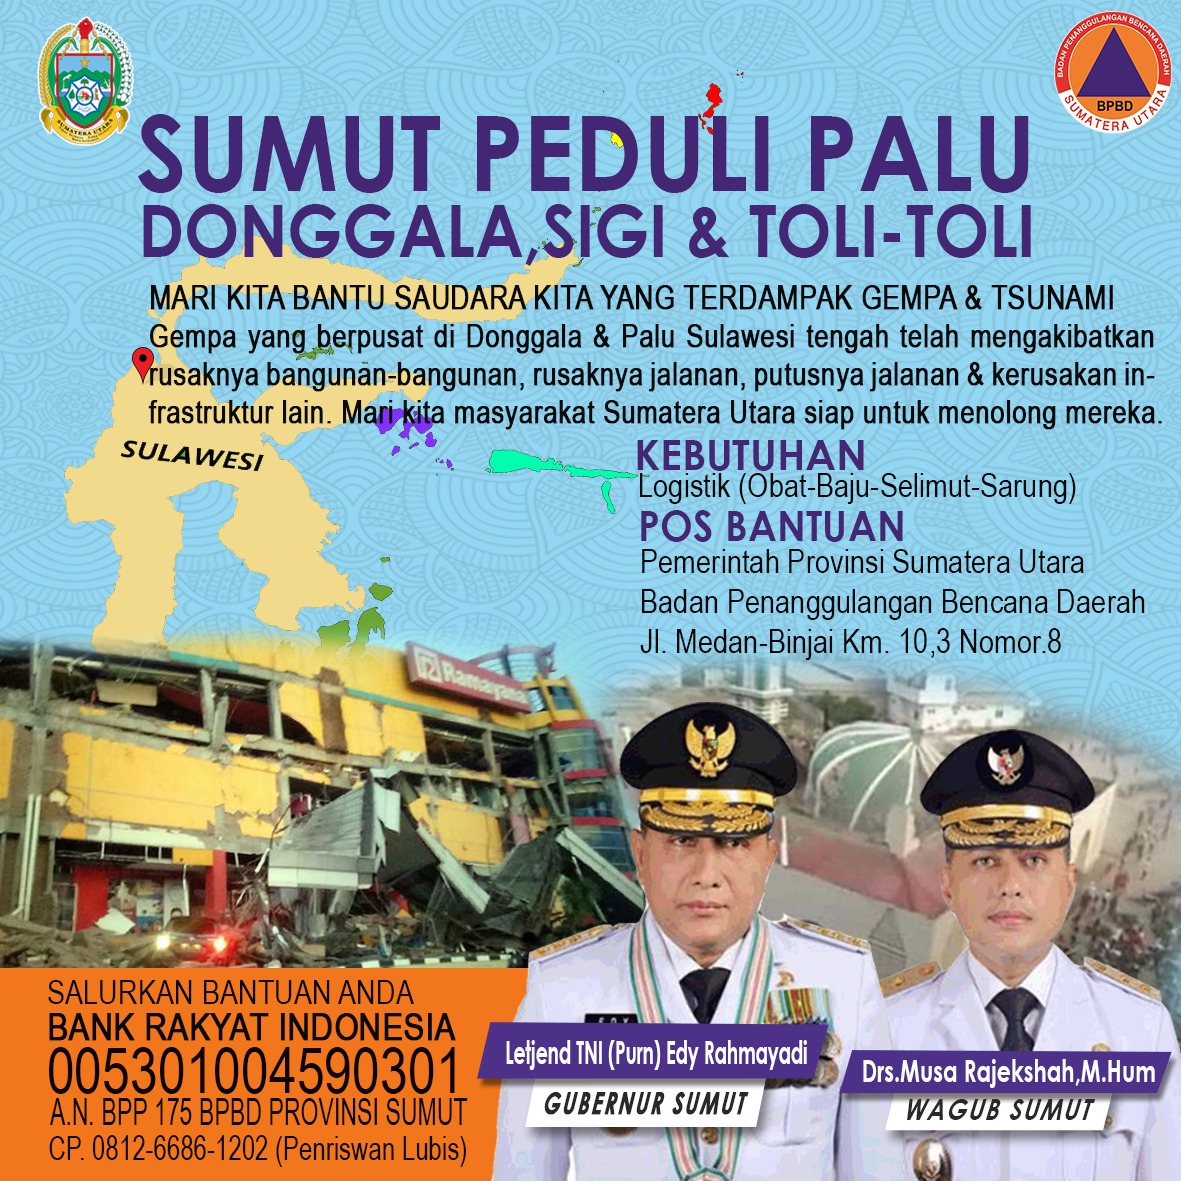 BADAN PENANGGULANGAN BENCANA DAERAH
BPBD
SUMATERA UTARA
SUMATERA UTARA
SUMUT PEDULI PALU
DONGGALA,SIGI & TOLI-TOLI
MARI KITA BANTU SAUDARA KITA YANG TERDAMPAK GEMPA & TSUNAMI
Gempa yang berpusat di Donggala & Palu Sulawesi tengah telah mengakibatkan
rusaknya bangunan-bangunan, rusaknya jalanan, putusnya jalanan & kerusakan in-
frastruktur lain. Mari kita masyarakat Sumatera Utara siap untuk menolong mereka.
SULAWESI
KEBUTUHAN
Logistik (Obat-Baju-Selimut-Sarung)
POS BANTUAN
Pemerintah Provinsi Sumatera Utara
Badan Penanggulangan Bencana Daerah
Jl. Medan-Binjai Km. 10,3 Nomor.8
Ramayana
SALURKAN BANTUAN ANDA
BANK RAKYAT INDONESIA
005301004590301
A.N. BPP 175 BPBD PROVINSI SUMUT
CP. 0812-6686-1202 (Penriswan Lubis)
EDY
Letjend TNI (Purn) Edy Rahmayadi
GUBERNUR SUMUT
Drs.Musa Rajekshah,M.Hum
WAGUB SUMUT